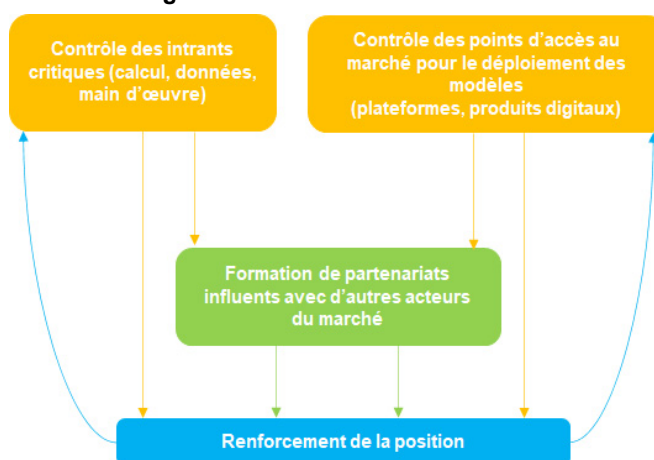 Contrôle des intrants
critiques (calcul, données,
main d'œuvre)
Contrôle des points d'accès au
marché pour le déploiement des
modèles
(plateformes, produits digitaux)
Formation de partenariats
influents avec d'autres acteurs
du marché
Renforcement de la position